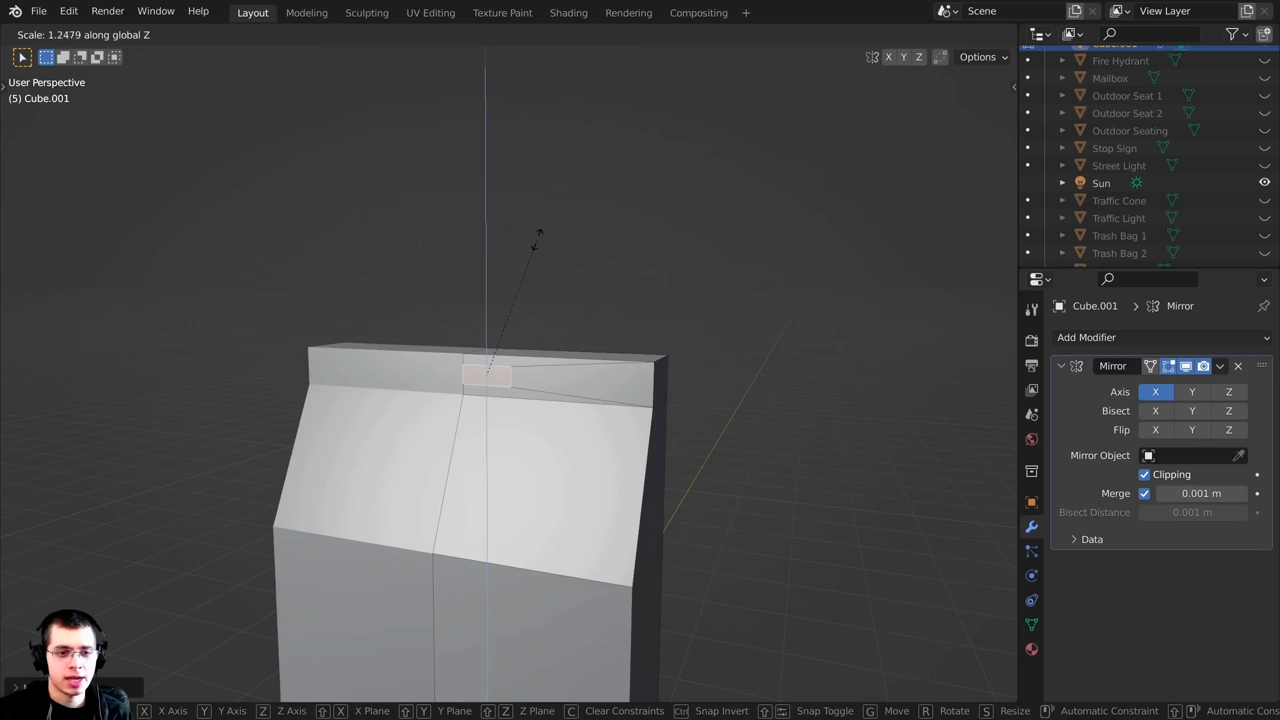 File Edit Render Window Help Layout Modeling Sculpting UV Editing Texture Paint Shading Rendering Compositing + Scene View Layer
Scale: 1.2479 along global Z
X Y Z Options
User Perspective
(5) Cube.001
Cube.001
Fire Hydrant
Mailbox
Outdoor Seat 1
Outdoor Seat 2
Outdoor Seating
Stop Sign
Street Light
Sun
Traffic Cone
Traffic Light
Trash Bag 1
Trash Bag 2
Cube.001 > Mirror
Add Modifier
Mirror
Axis X Y Z
Bisect X Y Z
Flip X Y Z
Mirror Object
Clipping
Merge 0.001 m
Bisect Distance 0.001 m
Data
X X Axis Y Y Axis Z Z Axis X X Plane Y Y Plane Z Z Plane C Clear Constraints Ctrl Snap Invert Snap Toggle G Move R Rotate S Resize Automatic Constraint Automatic Constraint